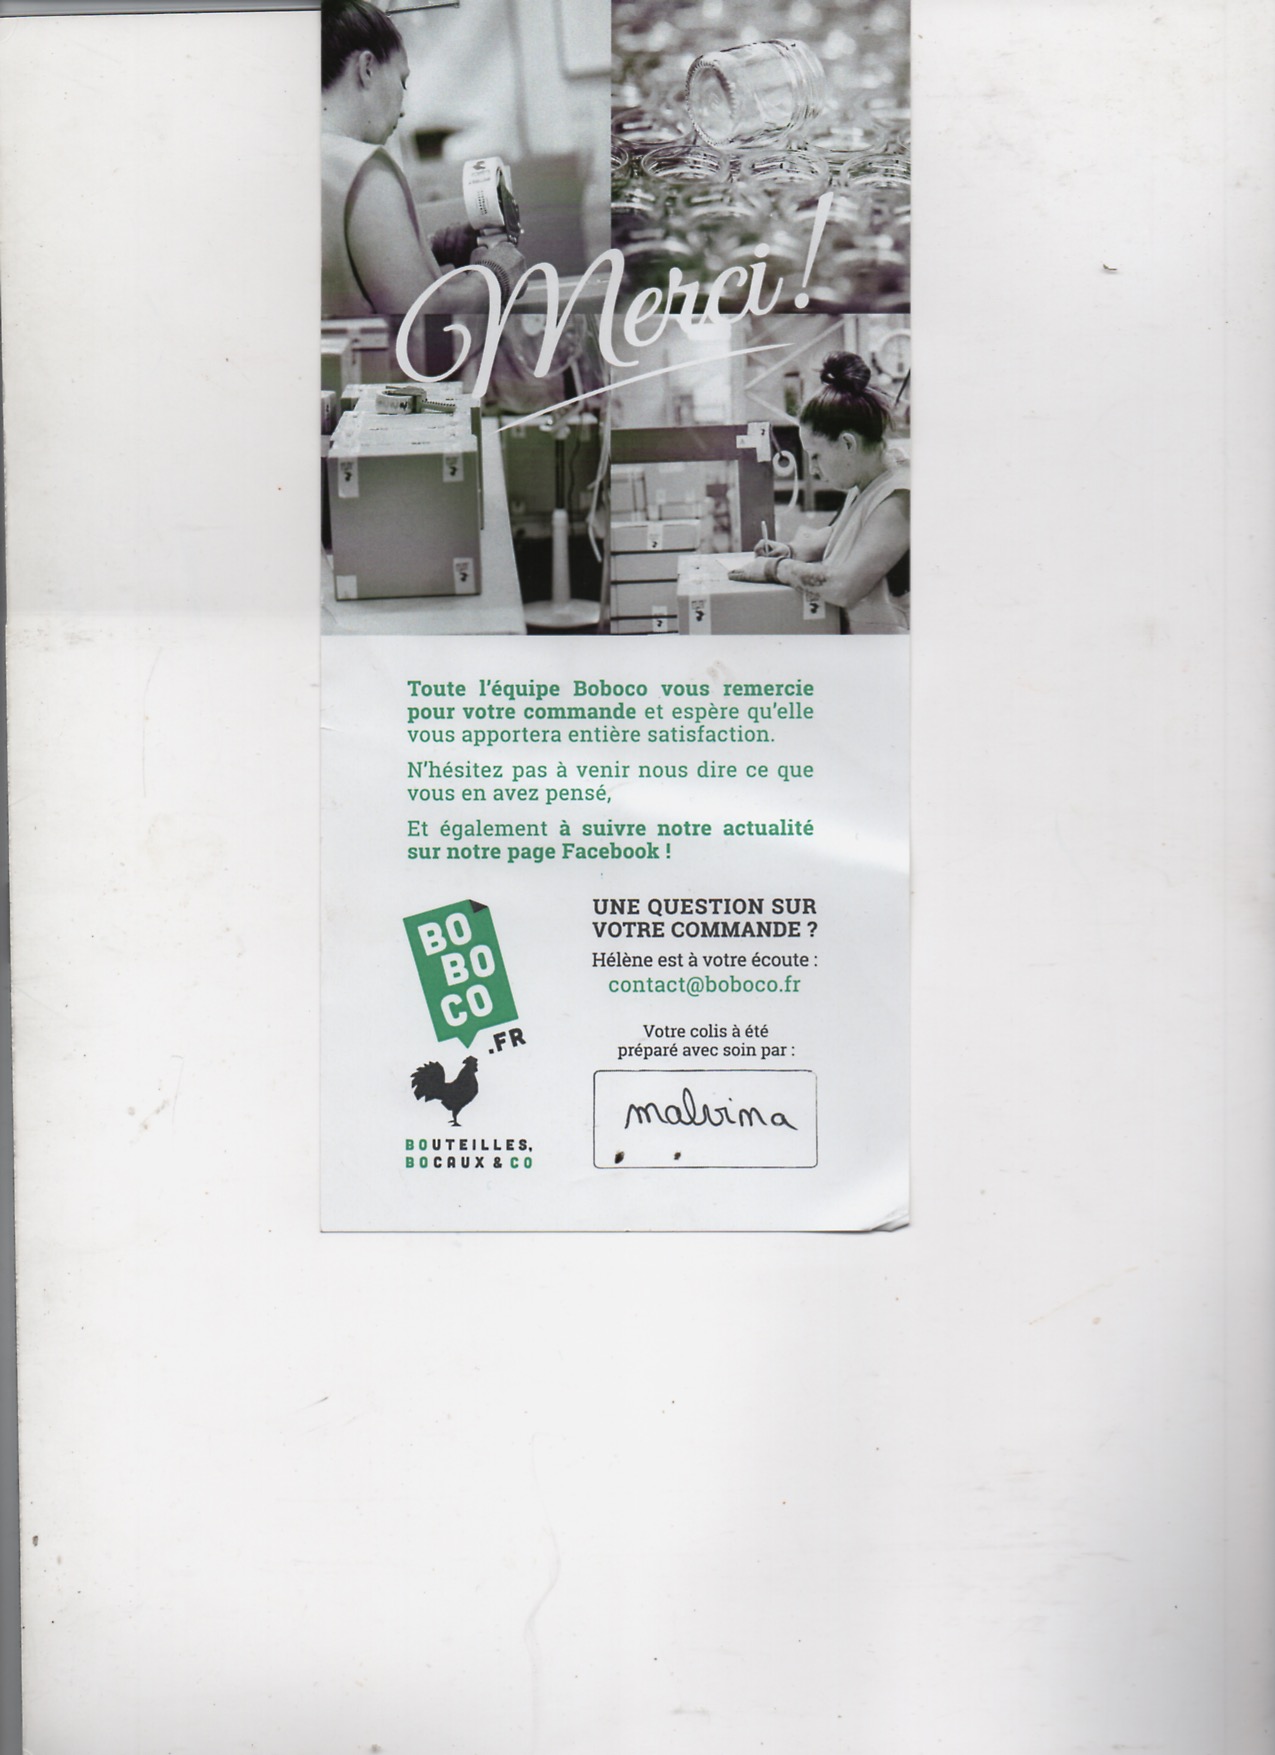 Merci !
Toute l'équipe Boboco vous remercie
pour votre commande et espère qu'elle
vous apportera entière satisfaction.
N'hésitez pas à venir nous dire ce que
vous en avez pensé,
Et également à suivre notre actualité
sur notre page Facebook !
BO
BO
CO
.FR
BOUTEILLES,
BOCAUX & CO
UNE QUESTION SUR
VOTRE COMMANDE ?
Hélène est à votre écoute :
contact@boboco.fr
Votre colis à été
préparé avec soin par :
malvina